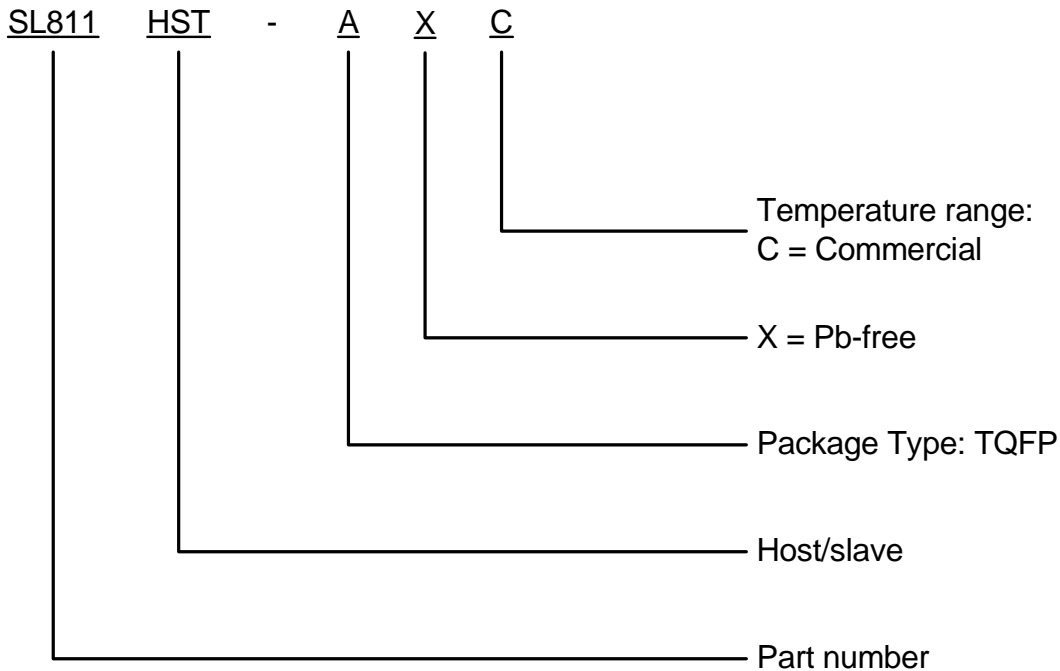 SL811 HST - A X C
Temperature range:
C = Commercial
X = Pb-free
Package Type: TQFP
Host/slave
Part number